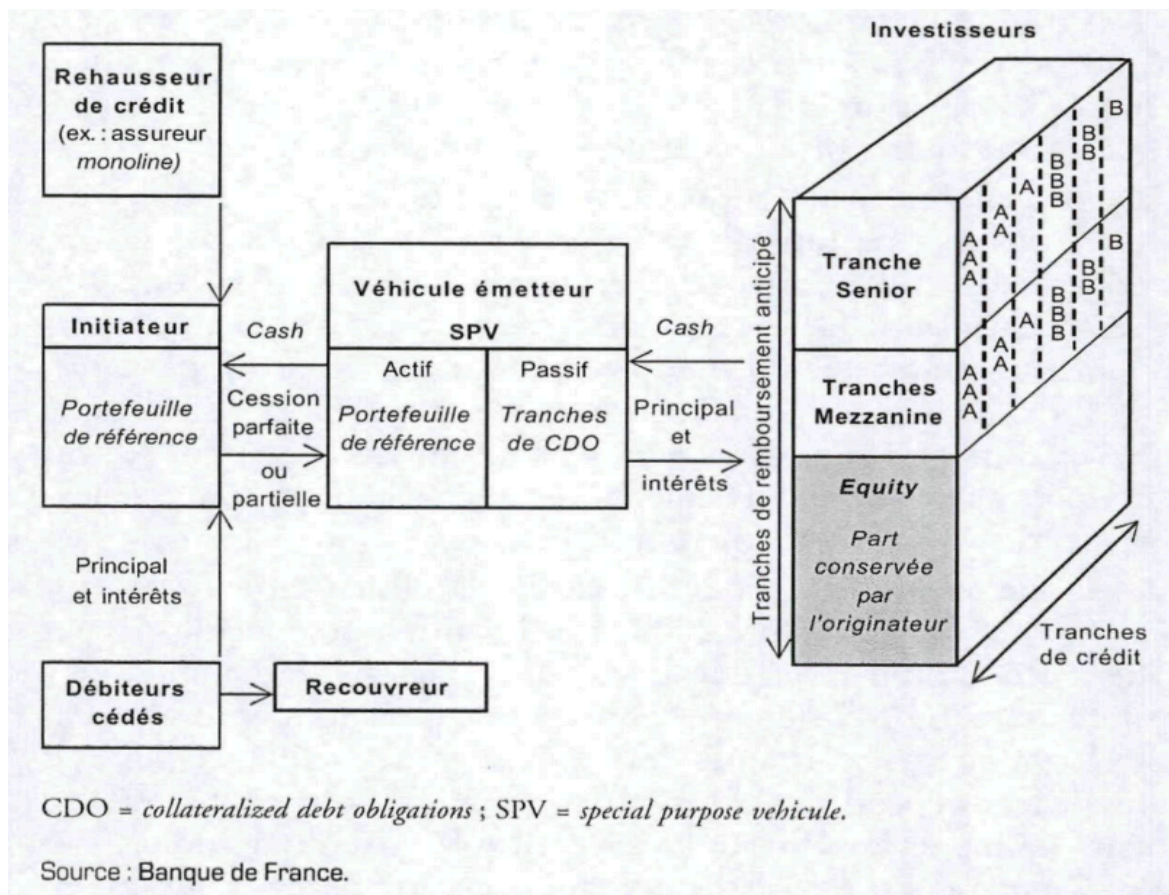 Investisseurs
Rehausseur
de crédit
(ex. : assureur
monoline)
Initiateur
Portefeuille
de référence
Cash
Cession
parfaite
ou
partielle
Véhicule émetteur
SPV
Actif
Passif
Portefeuille
de référence
Tranches
de CDO
Cash
Principal
et
intérêts
Tranches de remboursement anticipé
Tranche
Senior
Tranches
Mezzanine
Equity
Part
conservée
par
l'originateur
AAA
AA
A
BBB
BB
B
AAA
AA
A
BBB
BB
B
Tranches
de crédit
Principal
et intérêts
Débiteurs
cédés
Recouvreur
CDO = collateralized debt obligations ; SPV = special purpose vehicule.
Source : Banque de France.